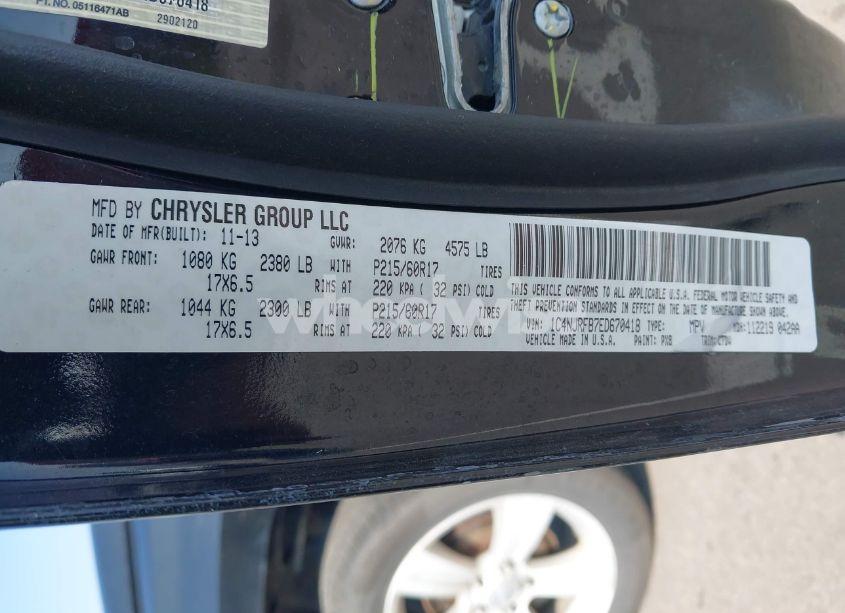 PT. NO. 05116471AB
2902120
MFD BY CHRYSLER GROUP LLC
DATE OF MFR(BUILT): 11-13 GVWR: 2076 KG 4575 LB
GAWR FRONT: 1080 KG 2380 LB WITH P215/60R17 TIRES
17X6.5 RIMS AT 220 KPA ( 32 PSI) COLD
GAWR REAR: 1044 KG 2300 LB WITH P215/60R17 TIRES
17X6.5 RIMS AT 220 KPA ( 32 PSI) COLD
THIS VEHICLE CONFORMS TO ALL APPLICABLE U.S.A. FEDERAL MOTOR VEHICLE SAFETY AND
THEFT PREVENTION STANDARDS IN EFFECT ON THE DATE OF MANUFACTURE SHOWN ABOVE.
VIN: 1C4NJRFB7ED670418 TYPE: MPV MDH: 112219 042AA
VEHICLE MADE IN U.S.A. PAINT: PXB TRIM: